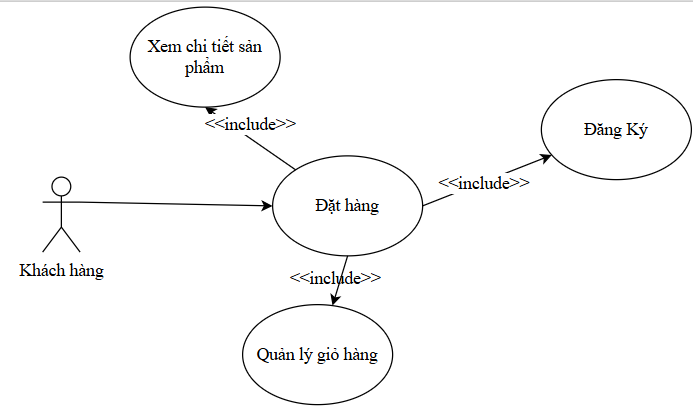 Xem chi tiết sản
phẩm
<<include>>
Đăng Ký
<<include>>
Đặt hàng
Khách hàng
<<include>>
Quản lý giỏ hàng